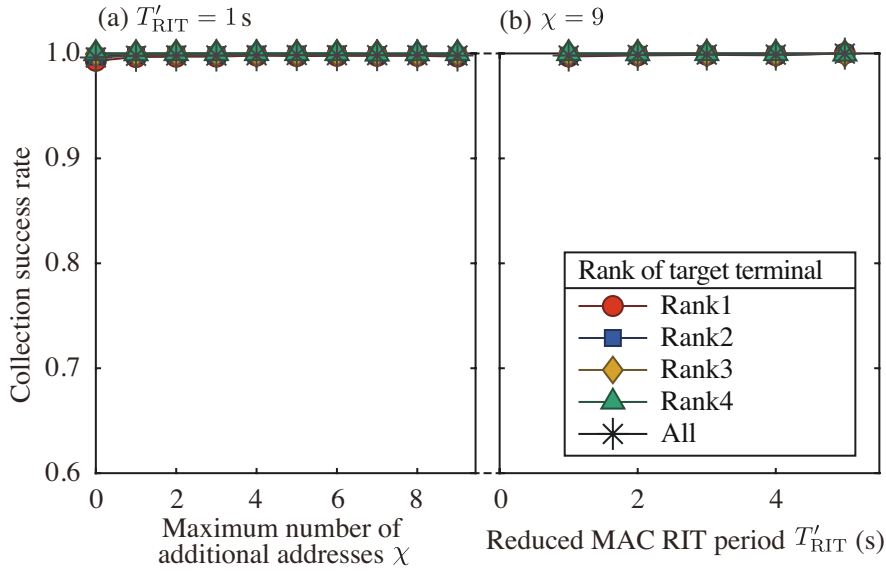 (a) T′RIT = 1 s
(b) χ = 9
Collection success rate
1.0
0.9
0.8
0.7
0.6
0 2 4 6 8
0 2 4
Maximum number of
additional addresses χ
Reduced MAC RIT period T′RIT (s)
Rank of target terminal
Rank1
Rank2
Rank3
Rank4
All